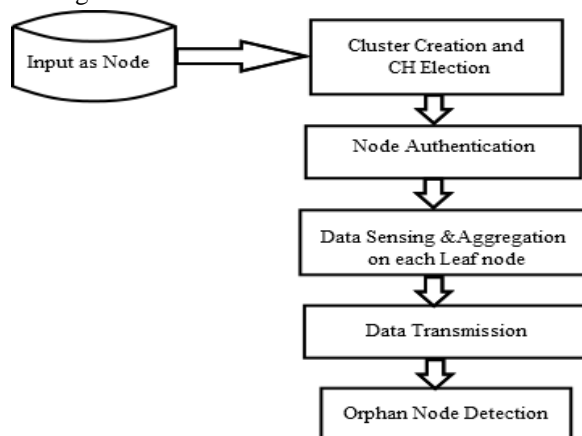 Input as Node
Cluster Creation and
CH Election
Node Authentication
Data Sensing &Aggregation
on each Leaf node
Data Transmission
Orphan Node Detection